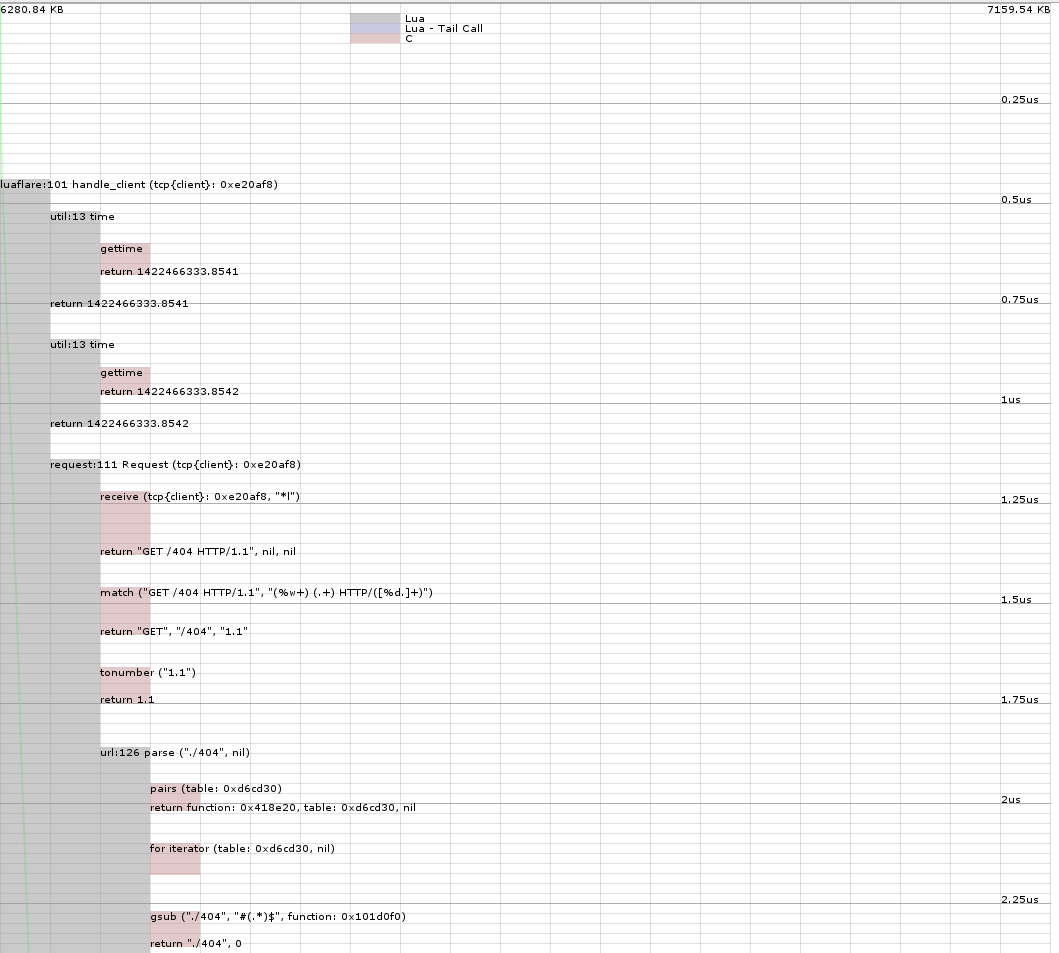 6280.84 KB
7159.54 KB
Lua
Lua - Tail Call
C
0.25us
luaflare:101 handle_client (tcp{client}: 0xe20af8)
0.5us
util:13 time
gettime
return 1422466333.8541
return 1422466333.8541
0.75us
util:13 time
gettime
return 1422466333.8542
1us
return 1422466333.8542
request:111 Request (tcp{client}: 0xe20af8)
receive (tcp{client}: 0xe20af8, "*l")
1.25us
return "GET /404 HTTP/1.1", nil, nil
match ("GET /404 HTTP/1.1", "(%w+) (.+) HTTP/([%d.]+)")
1.5us
return "GET", "/404", "1.1"
tonumber ("1.1")
return 1.1
1.75us
url:126 parse ("./404", nil)
pairs (table: 0xd6cd30)
2us
return function: 0x418e20, table: 0xd6cd30, nil
for iterator (table: 0xd6cd30, nil)
2.25us
gsub ("./404", "#(.*)$", function: 0x101d0f0)
return "./404", 0